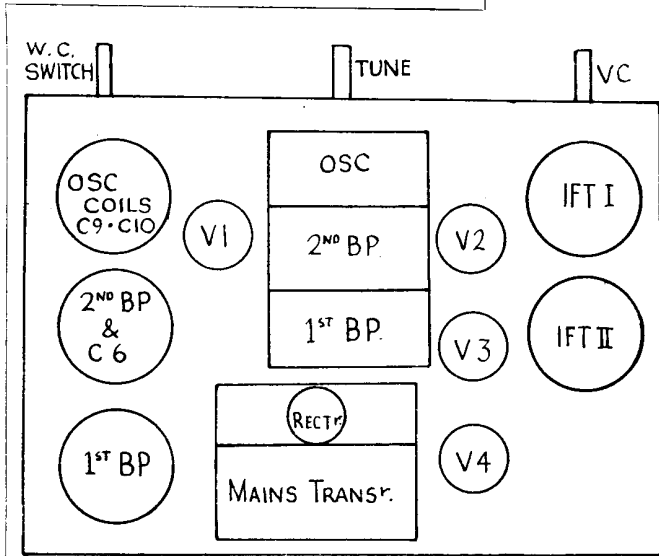 W.C.
SWITCH
TUNE
VC
OSC
COILS
C9·C10
V1
OSC
2ND BP
1ST BP.
V2
V3
IFT I
IFT II
2ND BP
&
C6
1ST BP
RECTr.
MAINS TRANSr.
V4